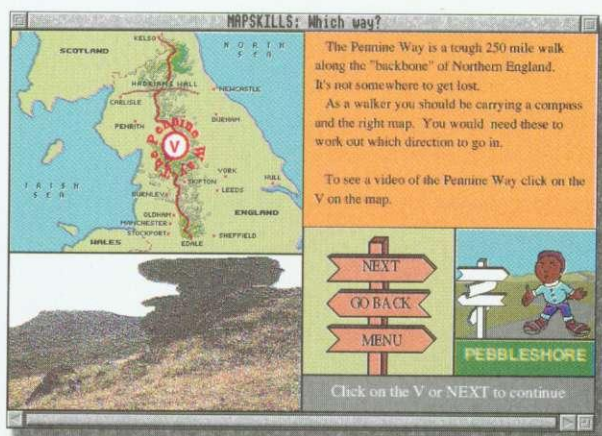 MAPSKILLS: Which way?
SCOTLAND
KELSO
NORTH
SEA
HADRIANS WALL
NEWCASTLE
CARLISLE
DURHAM
PENRITH
The Pennine Way
V
SKIPTON
YORK
HULL
IRISH
SEA
BURNLEY
LEEDS
ENGLAND
OLDHAM
MANCHESTER
STOCKPORT
SHEFFIELD
WALES
EDALE
The Pennine Way is a tough 250 mile walk
along the "backbone" of Northern England.
It's not somewhere to get lost.
As a walker you should be carrying a compass
and the right map. You would need these to
work out which direction to go in.
To see a video of the Pennine Way click on the
V on the map.
NEXT
GO BACK
MENU
PEBBLESHORE
Click on the V or NEXT to continue